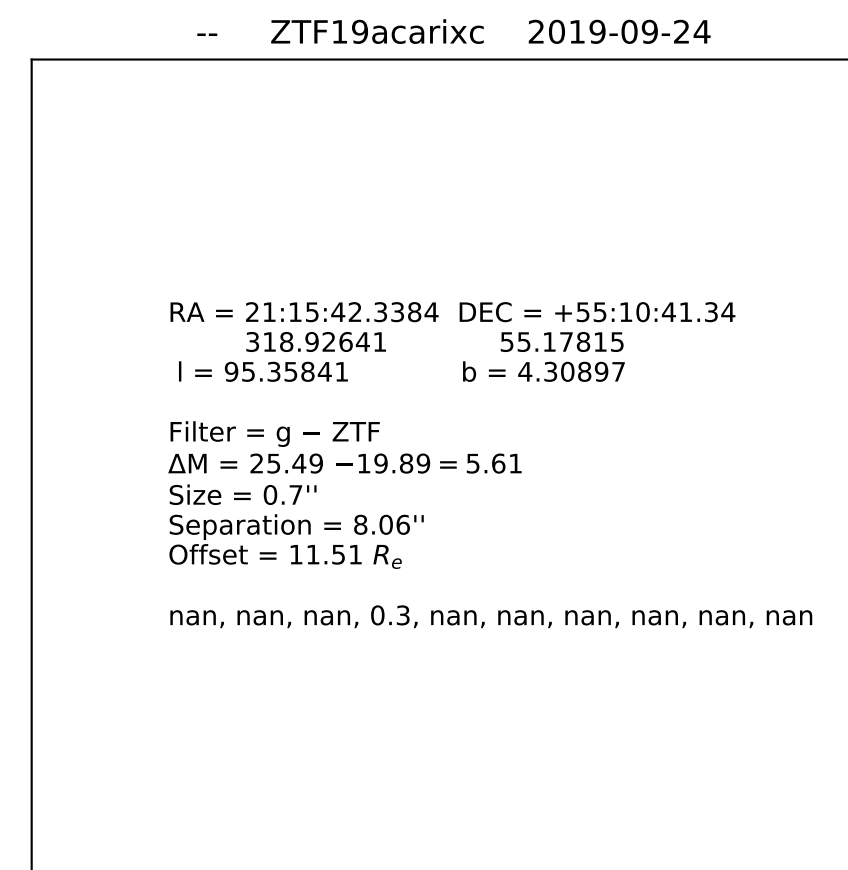 -- ZTF19acarixc 2019-09-24
RA = 21:15:42.3384 DEC = +55:10:41.34
318.92641 55.17815
l = 95.35841 b = 4.30897
Filter = g − ZTF
ΔM = 25.49 −19.89 = 5.61
Size = 0.7''
Separation = 8.06''
Offset = 11.51 Re
nan, nan, nan, 0.3, nan, nan, nan, nan, nan, nan